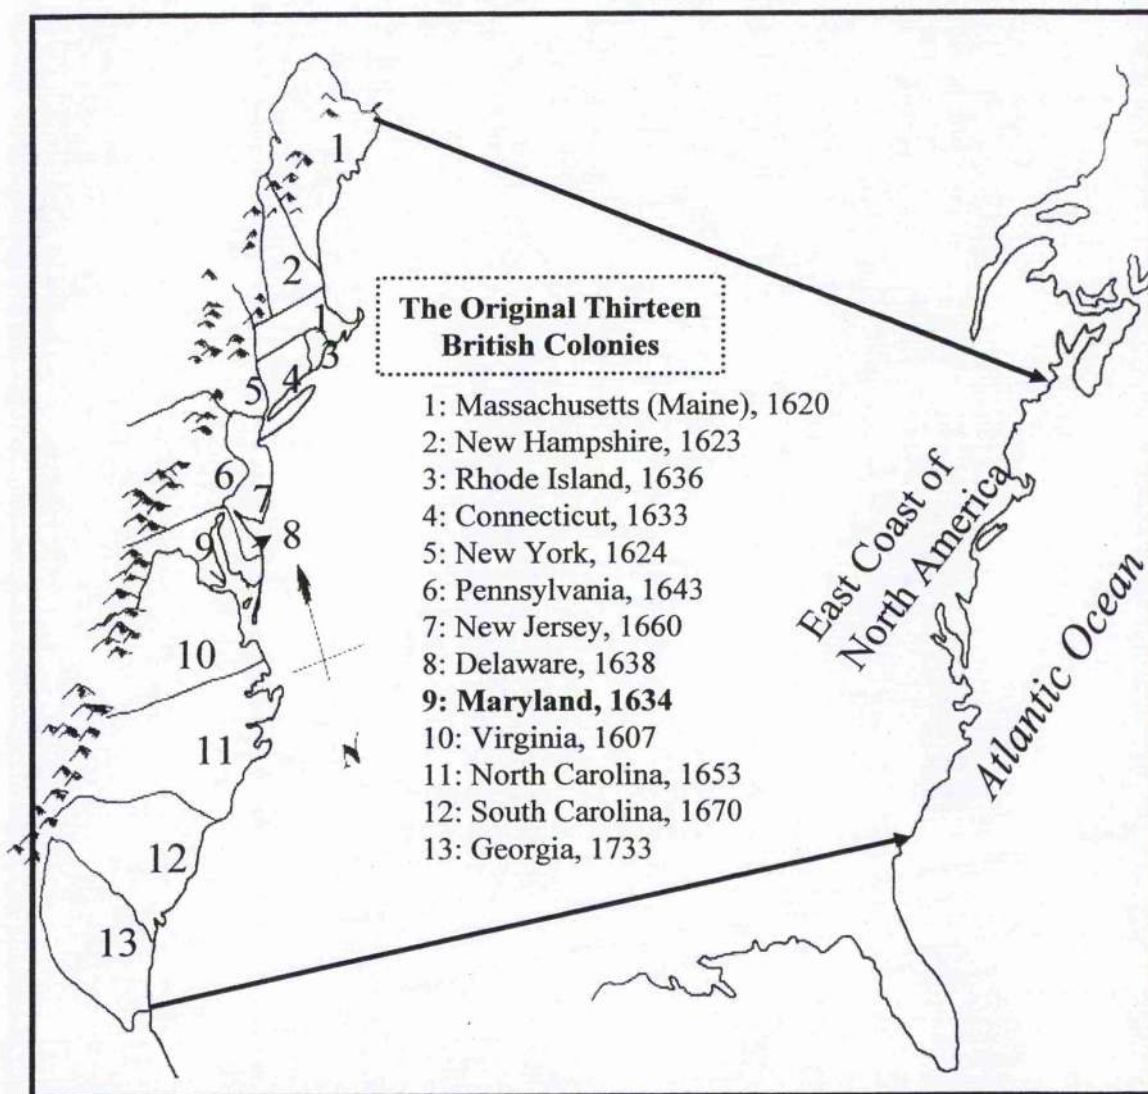 The Original Thirteen
British Colonies
1: Massachusetts (Maine), 1620
2: New Hampshire, 1623
3: Rhode Island, 1636
4: Connecticut, 1633
5: New York, 1624
6: Pennsylvania, 1643
7: New Jersey, 1660
8: Delaware, 1638
9: Maryland, 1634
10: Virginia, 1607
11: North Carolina, 1653
12: South Carolina, 1670
13: Georgia, 1733
1
2
1
3
4
5
6
7
8
9
10
11
12
13
N
East Coast of
North America
Atlantic Ocean